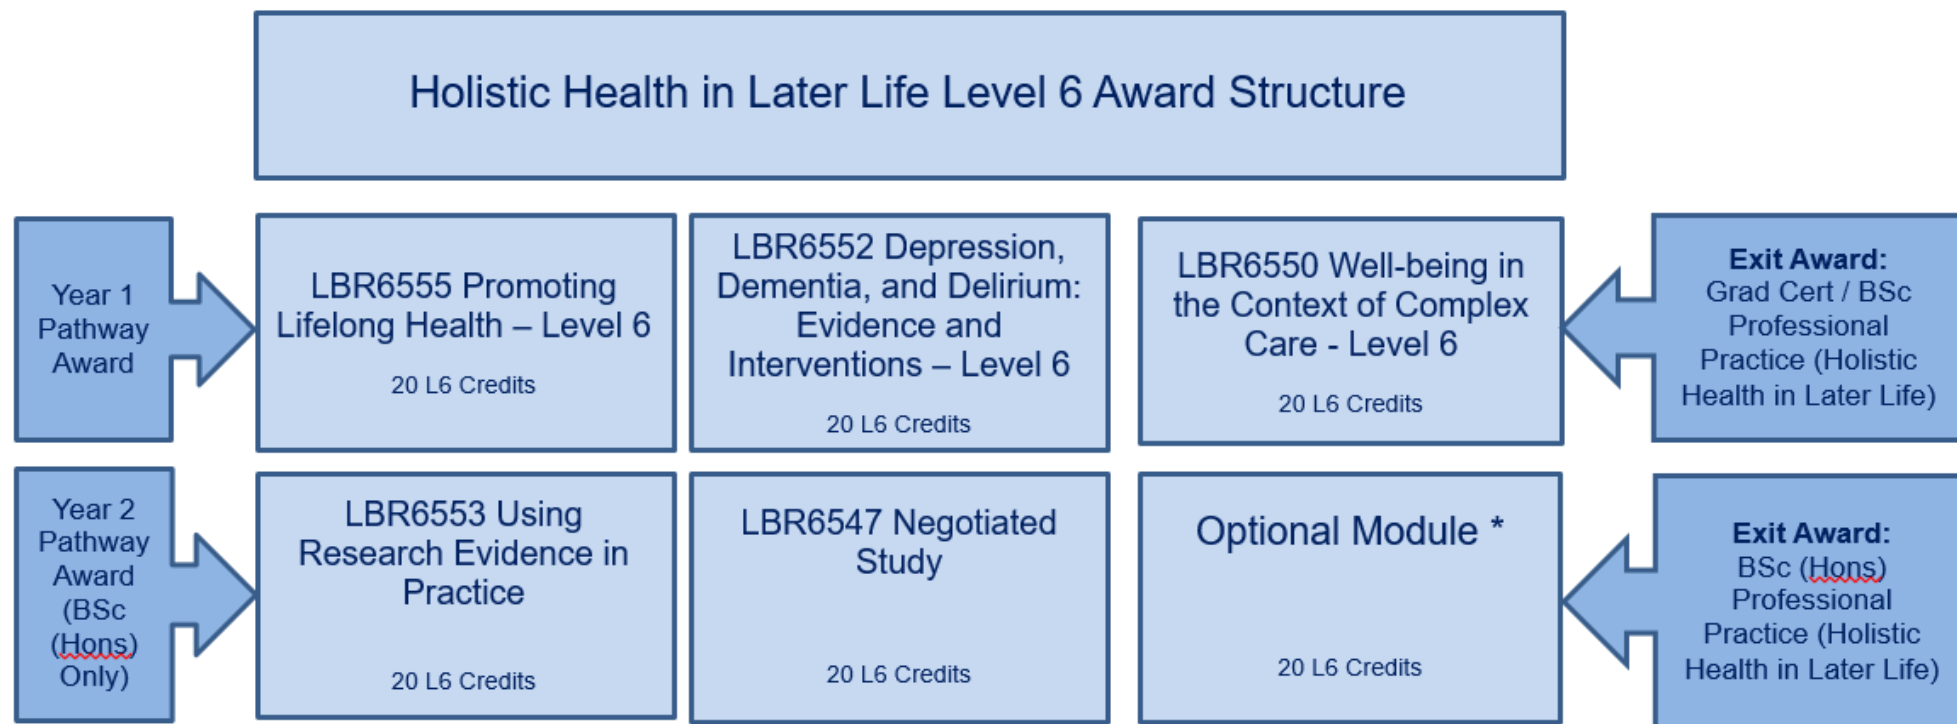 Holistic Health in Later Life Level 6 Award Structure
Year 1
Pathway
Award
LBR6555 Promoting
Lifelong Health – Level 6
20 L6 Credits
LBR6552 Depression,
Dementia, and Delirium:
Evidence and
Interventions – Level 6
20 L6 Credits
LBR6550 Well-being in
the Context of Complex
Care - Level 6
20 L6 Credits
Exit Award:
Grad Cert / BSc
Professional
Practice (Holistic
Health in Later Life)
Year 2
Pathway
Award
(BSc
(Hons)
Only)
LBR6553 Using
Research Evidence in
Practice
20 L6 Credits
LBR6547 Negotiated
Study
20 L6 Credits
Optional Module *
20 L6 Credits
Exit Award:
BSc (Hons)
Professional
Practice (Holistic
Health in Later Life)